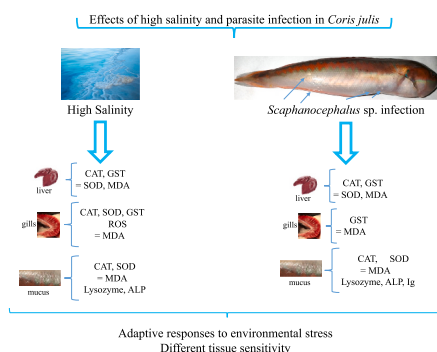 Effects of high salinity and parasite infection in Coris julis
High Salinity
liver
CAT, GST
= SOD, MDA
gills
CAT, SOD, GST
ROS
= MDA
mucus
CAT, SOD
= MDA
Lysozyme, ALP
Scaphanocephalus sp. infection
liver
CAT, GST
= SOD, MDA
gills
GST
= MDA
mucus
CAT, SOD
= MDA
Lysozyme, ALP, Ig
Adaptive responses to environmental stress
Different tissue sensitivity